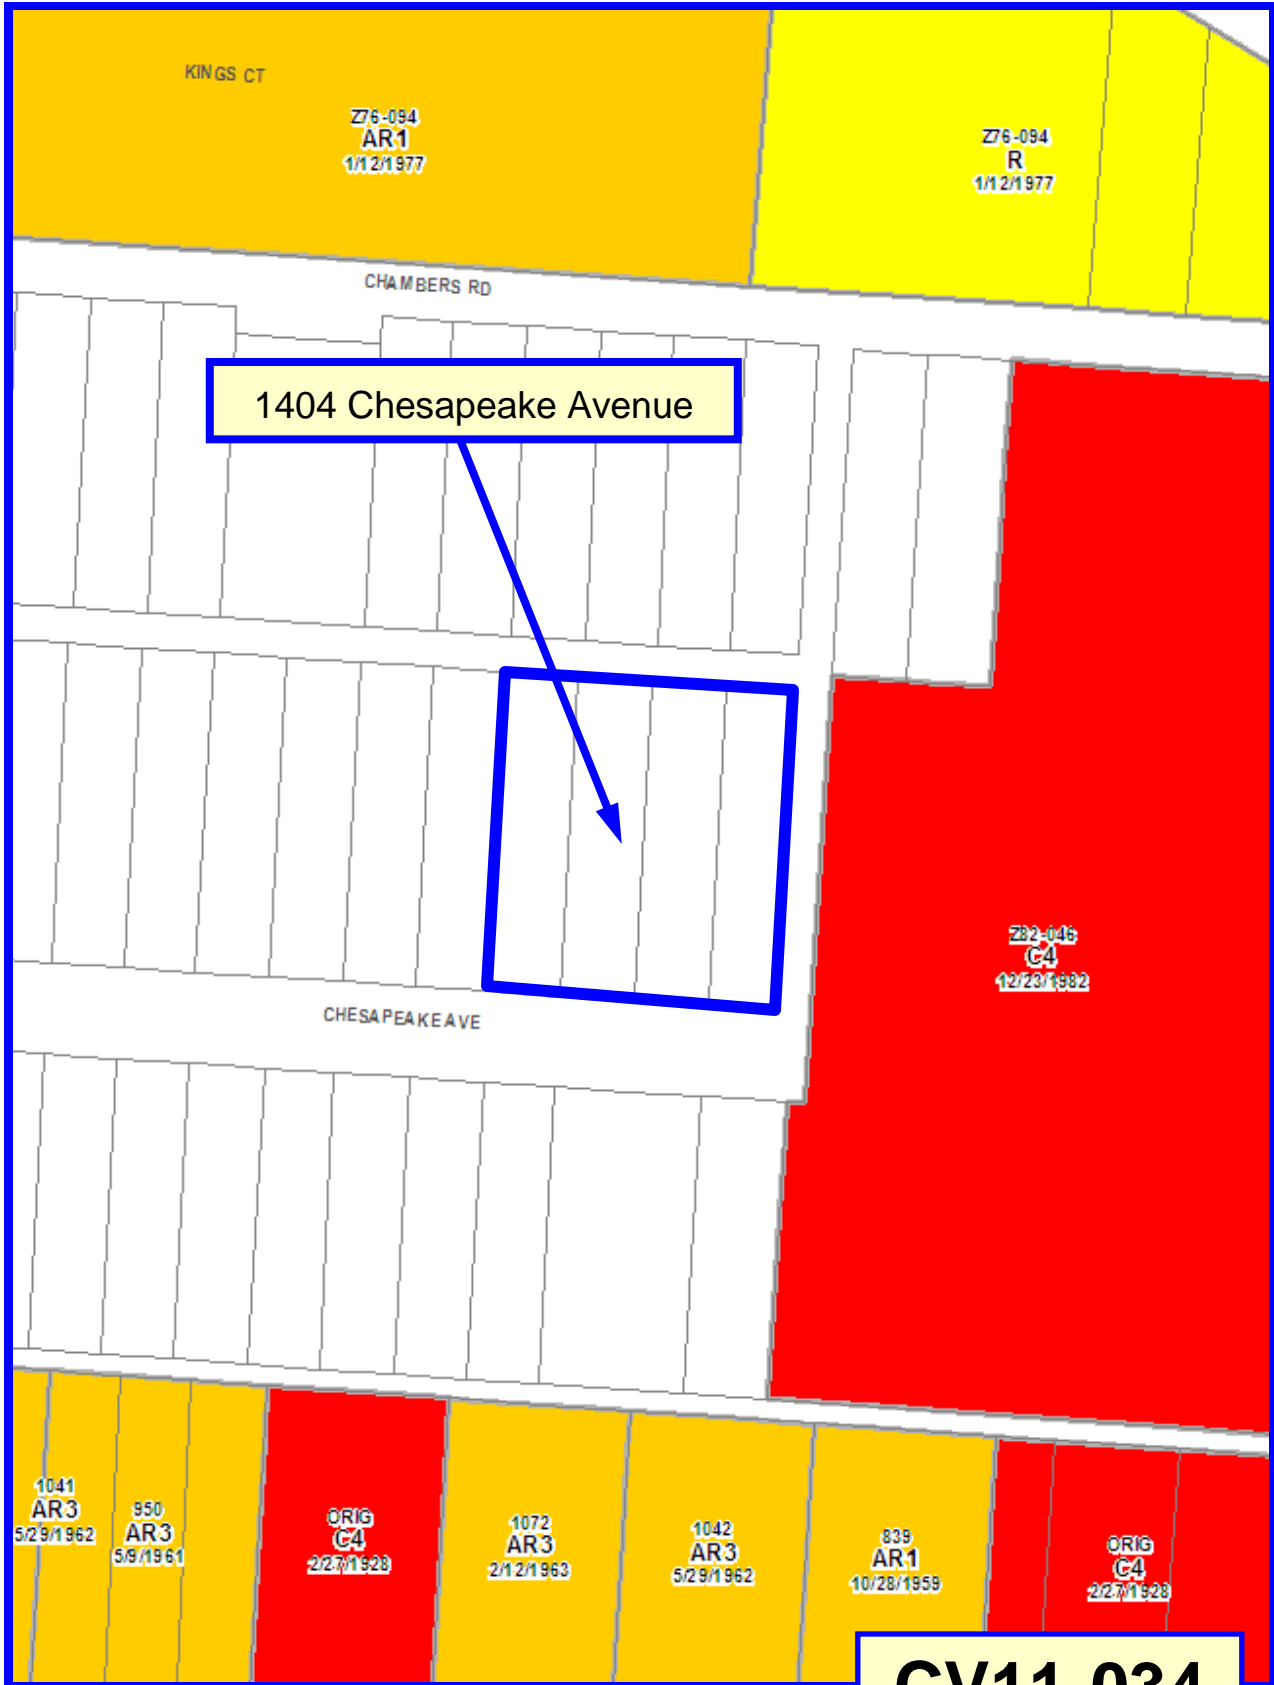 KINGS CT
Z76-094
AR1
1/12/1977
Z76-094
R
1/12/1977
CHAMBERS RD
1404 Chesapeake Avenue
Z82-046
C4
12/23/1982
CHESAPEAKE AVE
1041
AR3
5/29/1962
950
AR3
5/9/1961
ORIG
C4
2/27/1928
1072
AR3
2/12/1963
1042
AR3
5/29/1962
839
AR1
10/28/1959
ORIG
C4
2/27/1928
CV11-034